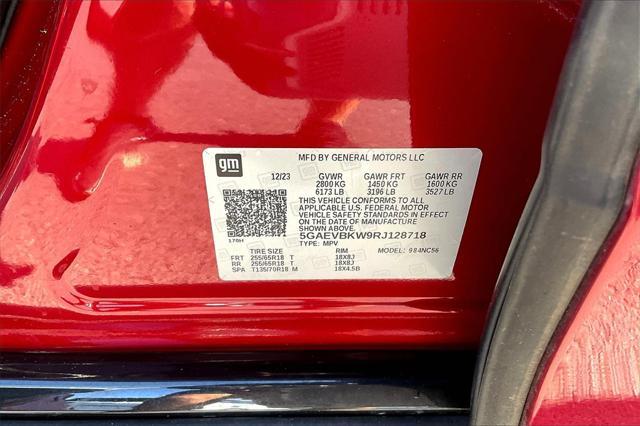 gm
MFD BY GENERAL MOTORS LLC
12/23 GVWR GAWR FRT GAWR RR
2800 KG 1450 KG 1600 KG
6173 LB 3196 LB 3527 LB
THIS VEHICLE CONFORMS TO ALL
APPLICABLE U.S. FEDERAL MOTOR
VEHICLE SAFETY STANDARDS IN
EFFECT ON THE DATE OF MANUFACTURE
SHOWN ABOVE.
5GAEVBKW9RJ128718
176H TYPE: MPV MODEL: 984NC56
TIRE SIZE RIM
FRT 255/65R18 T 18X8J
RR 255/65R18 T 18X8J
SPA T135/70R18 M 18X4.5B